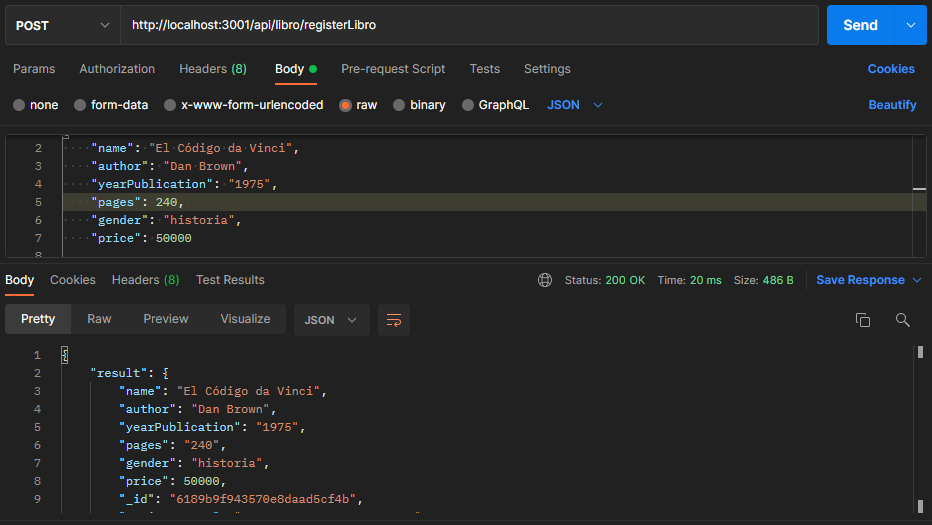 POST http://localhost:3001/api/libro/registerLibro Send
Params Authorization Headers (8) Body Pre-request Script Tests Settings Cookies
none form-data x-www-form-urlencoded raw binary GraphQL JSON Beautify
2 "name": "El Código da Vinci",
3 "author": "Dan Brown",
4 "yearPublication": "1975",
5 "pages": 240,
6 "gender": "historia",
7 "price": 50000
8
Body Cookies Headers (8) Test Results Status: 200 OK Time: 20 ms Size: 486 B Save Response
Pretty Raw Preview Visualize JSON
1 {
2 "result": {
3 "name": "El Código da Vinci",
4 "author": "Dan Brown",
5 "yearPublication": "1975",
6 "pages": "240",
7 "gender": "historia",
8 "price": 50000,
9 "_id": "6189b9f943570e8daad5cf4b",